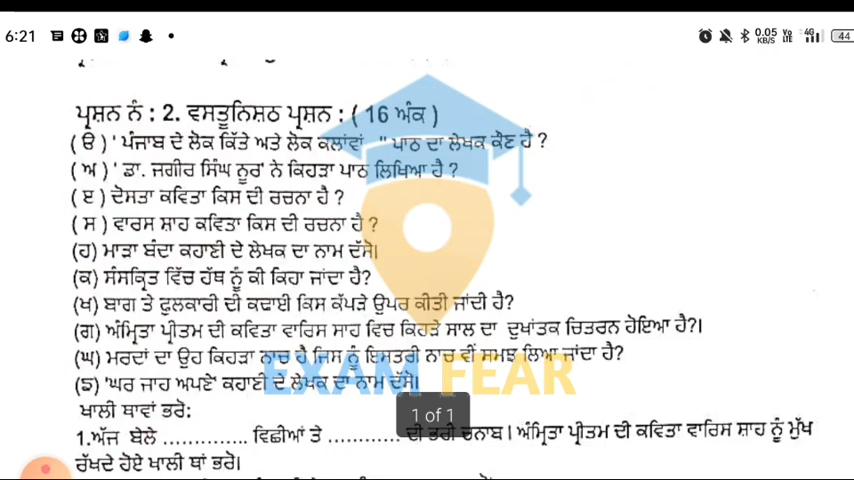 6:21
0.05 KB/S
Vo LTE
4G
44
ਪ੍ਰਸ਼ਨ ਨੰ : 2. ਵਸਤੂਨਿਸ਼ਠ ਪ੍ਰਸ਼ਨ : ( 16 ਅੰਕ )
( ੳ ) ' ਪੰਜਾਬ ਦੇ ਲੋਕ ਕਿੱਤੇ ਅਤੇ ਲੋਕ ਕਲਾਂਵਾਂ " ਪਾਠ ਦਾ ਲੇਖਕ ਕੌਣ ਹੈ ?
( ਅ ) ' ਡਾ. ਜਗੀਰ ਸਿੰਘ ਨੂਰ' ਨੇ ਕਿਹੜਾ ਪਾਠ ਲਿਖਿਆ ਹੈ ?
( ੲ ) ਦੋਸਤਾ ਕਵਿਤਾ ਕਿਸ ਦੀ ਰਚਨਾ ਹੈ ?
( ਸ ) ਵਾਰਸ ਸ਼ਾਹ ਕਵਿਤਾ ਕਿਸ ਦੀ ਰਚਨਾ ਹੈ ?
(ਹ) ਮਾੜਾ ਬੰਦਾ ਕਹਾਣੀ ਦੇ ਲੇਖਕ ਦਾ ਨਾਮ ਦੱਸੋ।
(ਕ) ਸੰਸਕ੍ਰਿਤ ਵਿੱਚ ਹੱਥ ਨੂੰ ਕੀ ਕਿਹਾ ਜਾਂਦਾ ਹੈ?
(ਖ) ਬਾਗ ਤੇ ਫੁਲਕਾਰੀ ਦੀ ਕਢਾਈ ਕਿਸ ਕੱਪੜੇ ਉਪਰ ਕੀਤੀ ਜਾਂਦੀ ਹੈ?
(ਗ) ਅੰਮ੍ਰਿਤਾ ਪ੍ਰੀਤਮ ਦੀ ਕਵਿਤਾ ਵਾਰਿਸ ਸਾਹ ਵਿਚ ਕਿਹੜੇ ਸਾਲ ਦਾ ਦੁਖਾਂਤਕ ਚਿਤਰਨ ਹੋਇਆ ਹੈ?।
(ਘ) ਮਰਦਾਂ ਦਾ ਉਹ ਕਿਹੜਾ ਨਾਚ ਹੈ ਜਿਸ ਨੂੰ ਇਸਤਰੀ ਨਾਚ ਵੀ ਸਮਝ ਲਿਆ ਜਾਂਦਾ ਹੈ?
(ਙ) 'ਘਰ ਜਾਹ ਅਪਣੇ' ਕਹਾਣੀ ਦੇ ਲੇਖਕ ਦਾ ਨਾਮ ਦੱਸੋ।
EXAM FEAR
ਖਾਲੀ ਥਾਵਾਂ ਭਰੋ:
1 of 1
1.ਅੱਜ ਬੇਲੇ .............. ਵਿਛੀਆਂ ਤੇ ............ ਦੀ ਭਰੀ ਚਨਾਬ। ਅੰਮ੍ਰਿਤਾ ਪ੍ਰੀਤਮ ਦੀ ਕਵਿਤਾ ਵਾਰਿਸ ਸ਼ਾਹ ਨੂੰ ਮੁੱਖ
ਰੱਖਦੇ ਹੋਏ ਖਾਲੀ ਥਾਂ ਭਰੋ।